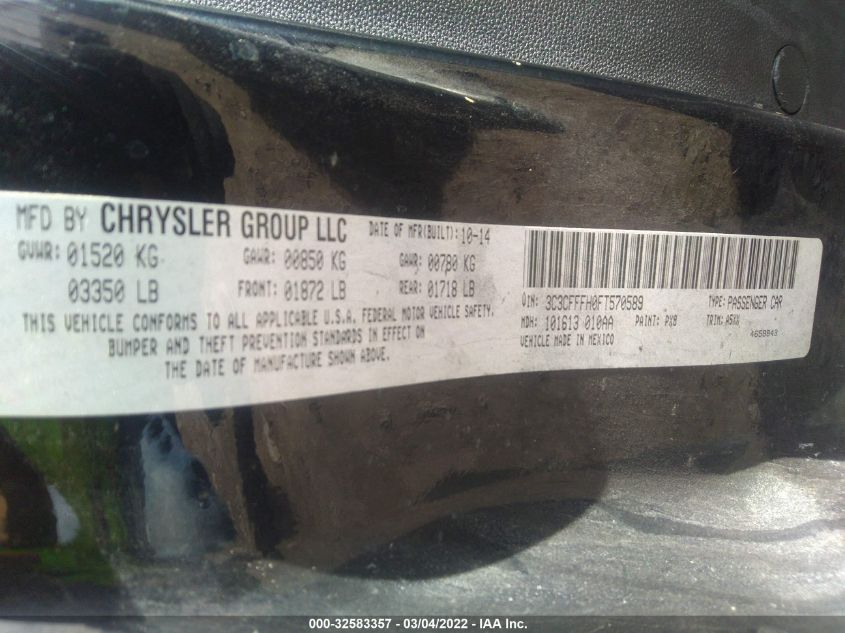 MFD BY CHRYSLER GROUP LLC DATE OF MFR(BUILT): 10-14
GVWR: 01520 KG GAWR: 00850 KG GAWR: 00780 KG
03350 LB FRONT: 01872 LB REAR: 01718 LB
THIS VEHICLE CONFORMS TO ALL APPLICABLE U.S.A. FEDERAL MOTOR VEHICLE SAFETY,
BUMPER AND THEFT PREVENTION STANDARDS IN EFFECT ON
THE DATE OF MANUFACTURE SHOWN ABOVE.
VIN: 3C3CFFFH0FT570589 TYPE: PASSENGER CAR
MDH: 101613 010AA PAINT: PX8 TRIM: A5XX
VEHICLE MADE IN MEXICO 4658843
000-32583357 - 03/04/2022 - IAA Inc.